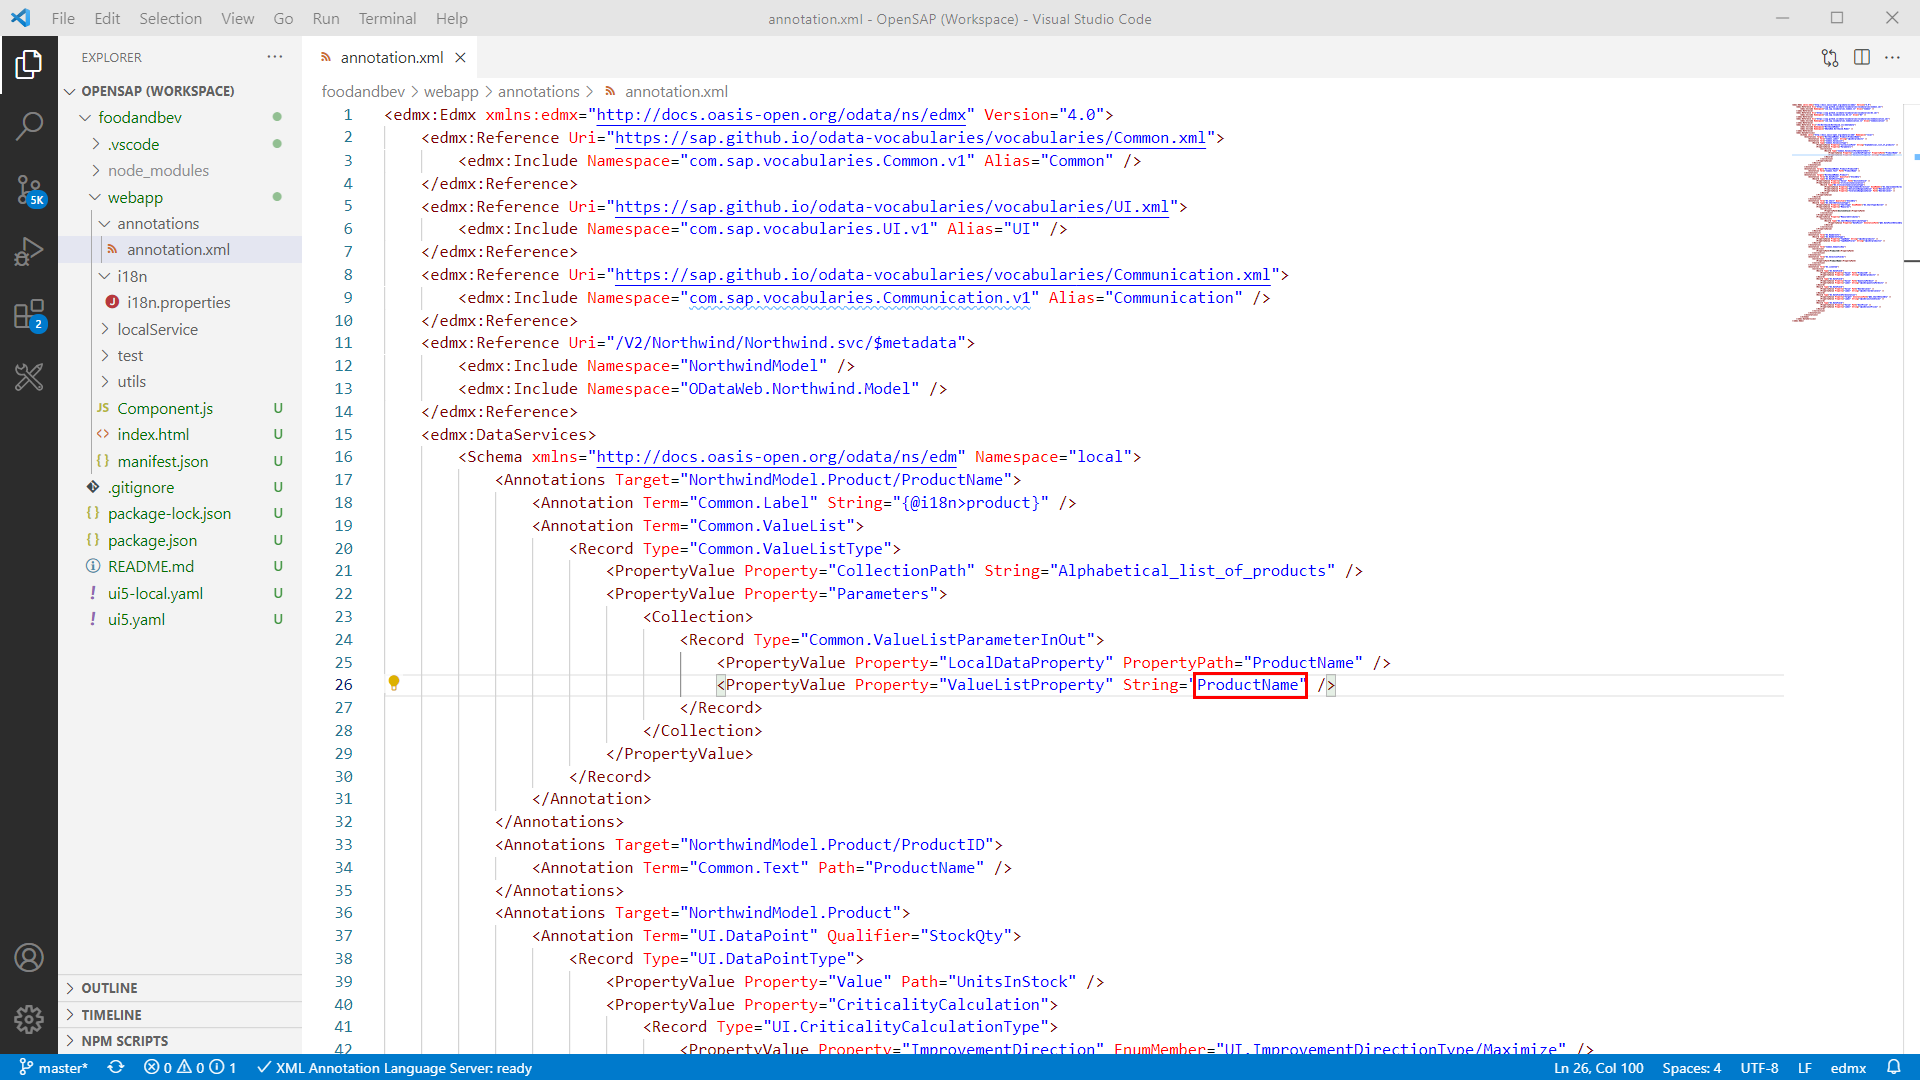 File Edit Selection View Go Run Terminal Help
annotation.xml - OpenSAP (Workspace) - Visual Studio Code
EXPLORER
OPENSAP (WORKSPACE)
foodandbev
.vscode
node_modules
webapp
annotations
annotation.xml
i18n
i18n.properties
localService
test
utils
JS Component.js U
<> index.html U
{} manifest.json U
.gitignore U
{} package-lock.json U
{} package.json U
README.md U
! ui5-local.yaml U
! ui5.yaml U
OUTLINE
TIMELINE
NPM SCRIPTS
5K
2
annotation.xml
foodandbev > webapp > annotations > annotation.xml
1 <edmx:Edmx xmlns:edmx="http://docs.oasis-open.org/odata/ns/edmx" Version="4.0">
2 <edmx:Reference Uri="https://sap.github.io/odata-vocabularies/vocabularies/Common.xml">
3 <edmx:Include Namespace="com.sap.vocabularies.Common.v1" Alias="Common" />
4 </edmx:Reference>
5 <edmx:Reference Uri="https://sap.github.io/odata-vocabularies/vocabularies/UI.xml">
6 <edmx:Include Namespace="com.sap.vocabularies.UI.v1" Alias="UI" />
7 </edmx:Reference>
8 <edmx:Reference Uri="https://sap.github.io/odata-vocabularies/vocabularies/Communication.xml">
9 <edmx:Include Namespace="com.sap.vocabularies.Communication.v1" Alias="Communication" />
10 </edmx:Reference>
11 <edmx:Reference Uri="/V2/Northwind/Northwind.svc/$metadata">
12 <edmx:Include Namespace="NorthwindModel" />
13 <edmx:Include Namespace="ODataWeb.Northwind.Model" />
14 </edmx:Reference>
15 <edmx:DataServices>
16 <Schema xmlns="http://docs.oasis-open.org/odata/ns/edm" Namespace="local">
17 <Annotations Target="NorthwindModel.Product/ProductName">
18 <Annotation Term="Common.Label" String="{@i18n>product}" />
19 <Annotation Term="Common.ValueList">
20 <Record Type="Common.ValueListType">
21 <PropertyValue Property="CollectionPath" String="Alphabetical_list_of_products" />
22 <PropertyValue Property="Parameters">
23 <Collection>
24 <Record Type="Common.ValueListParameterInOut">
25 <PropertyValue Property="LocalDataProperty" PropertyPath="ProductName" />
26 <PropertyValue Property="ValueListProperty" String="ProductName" />
27 </Record>
28 </Collection>
29 </PropertyValue>
30 </Record>
31 </Annotation>
32 </Annotations>
33 <Annotations Target="NorthwindModel.Product/ProductID">
34 <Annotation Term="Common.Text" Path="ProductName" />
35 </Annotations>
36 <Annotations Target="NorthwindModel.Product">
37 <Annotation Term="UI.DataPoint" Qualifier="StockQty">
38 <Record Type="UI.DataPointType">
39 <PropertyValue Property="Value" Path="UnitsInStock" />
40 <PropertyValue Property="CriticalityCalculation">
41 <Record Type="UI.CriticalityCalculationType">
42 <PropertyValue Property="ImprovementDirection" EnumMember="UI.ImprovementDirectionType/Maximize" />
master* 0 0 1 XML Annotation Language Server: ready
Ln 26, Col 100 Spaces: 4 UTF-8 LF edmx